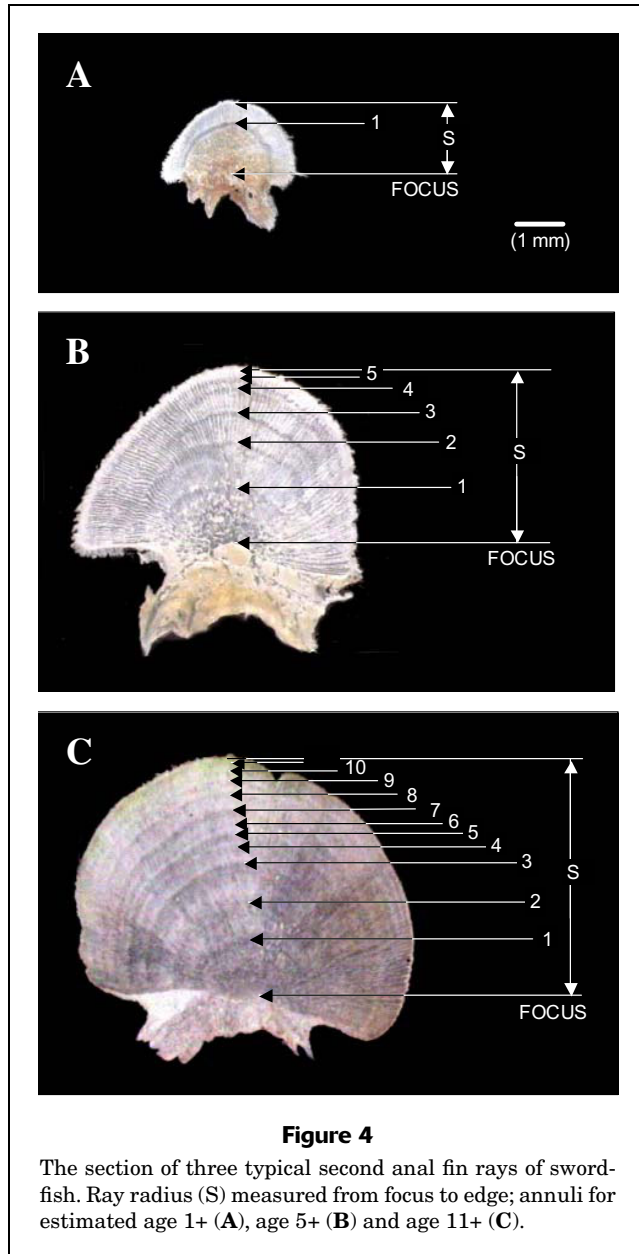 A
1
S
FOCUS
(1 mm)
B
5
4
3
2
S
1
FOCUS
C
10
9
8
7
6
5
4
3
S
2
1
FOCUS
Figure 4
The section of three typical second anal fin rays of sword-
fish. Ray radius (S) measured from focus to edge; annuli for
estimated age 1+ (A), age 5+ (B) and age 11+ (C).